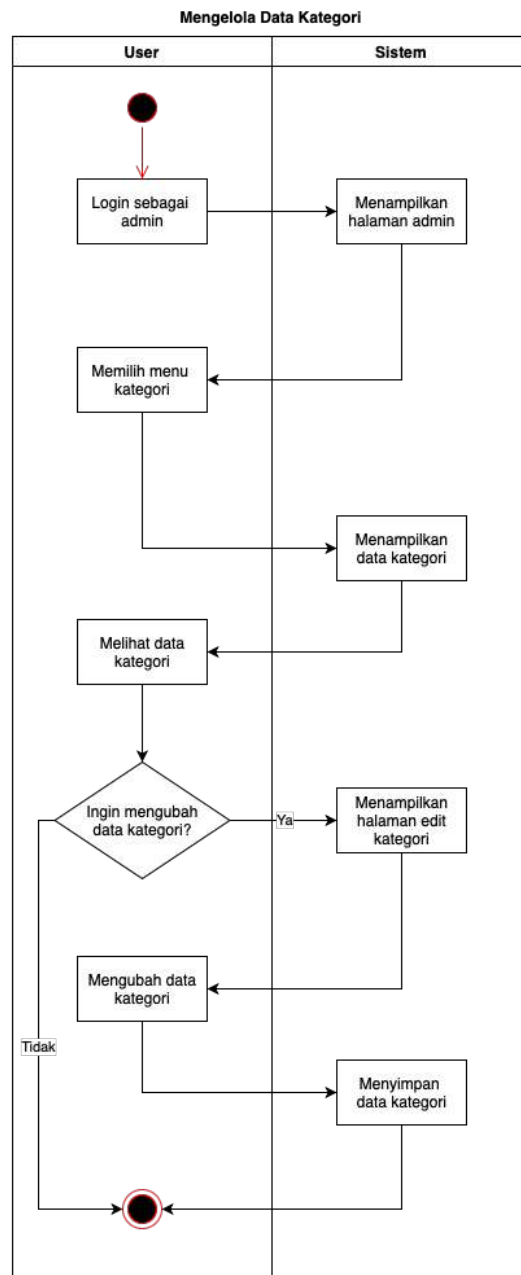 Mengelola Data Kategori
User
Sistem
Login sebagai
admin
Menampilkan
halaman admin
Memilih menu
kategori
Menampilkan
data kategori
Melihat data
kategori
Ingin mengubah
data kategori?
Ya
Menampilkan
halaman edit
kategori
Mengubah data
kategori
Tidak
Menyimpan
data kategori